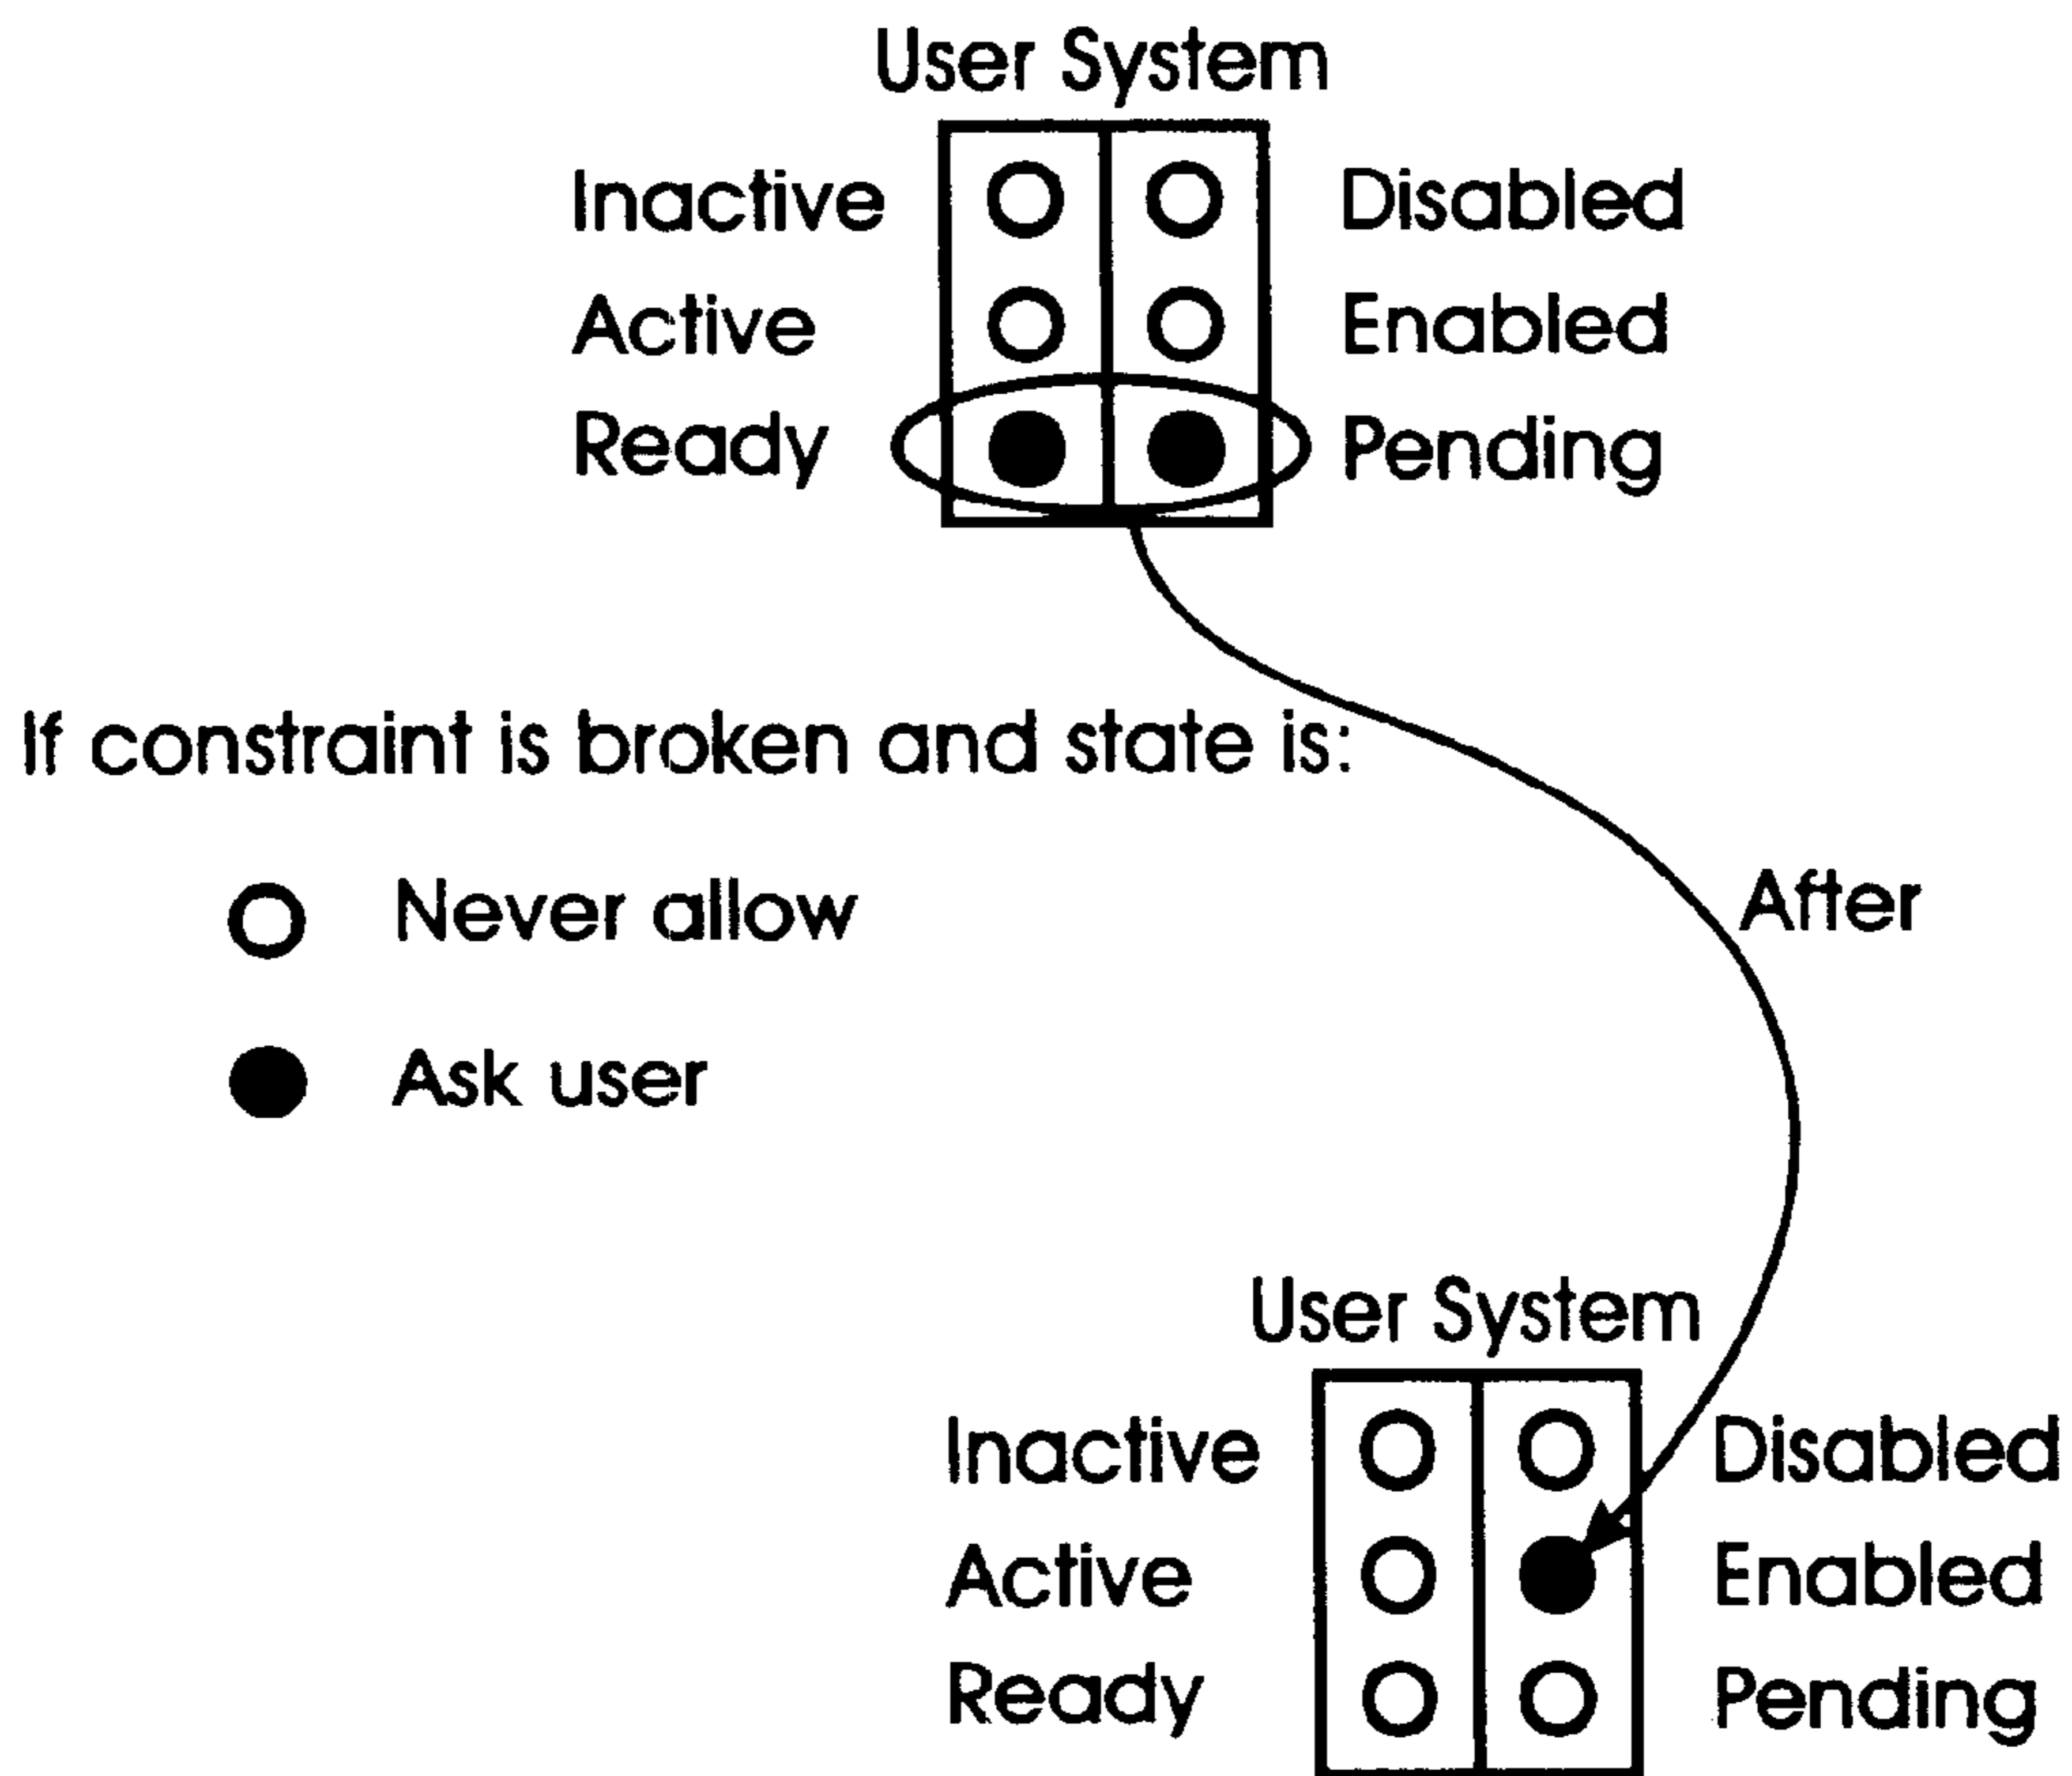 User System
Inactive Disabled
Active Enabled
Ready Pending
If constraint is broken and state is:
Never allow
After
Ask user
User System
Inactive Disabled
Active Enabled
Ready Pending